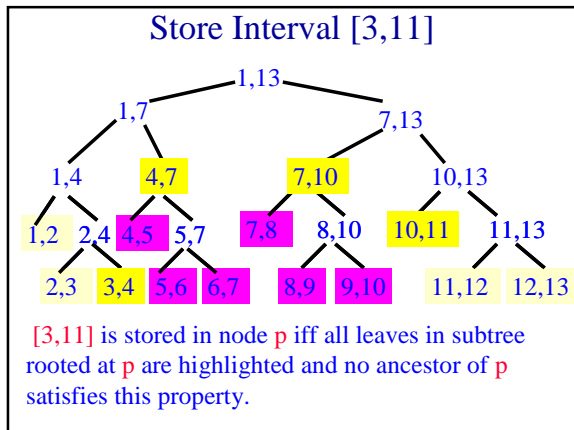 Store Interval [3,11]
1,13
1,7 7,13
1,4 4,7 7,10 10,13
1,2 2,4 4,5 5,7 7,8 8,10 10,11 11,13
2,3 3,4 5,6 6,7 8,9 9,10 11,12 12,13
[3,11] is stored in node p iff all leaves in subtree
rooted at p are highlighted and no ancestor of p
satisfies this property.